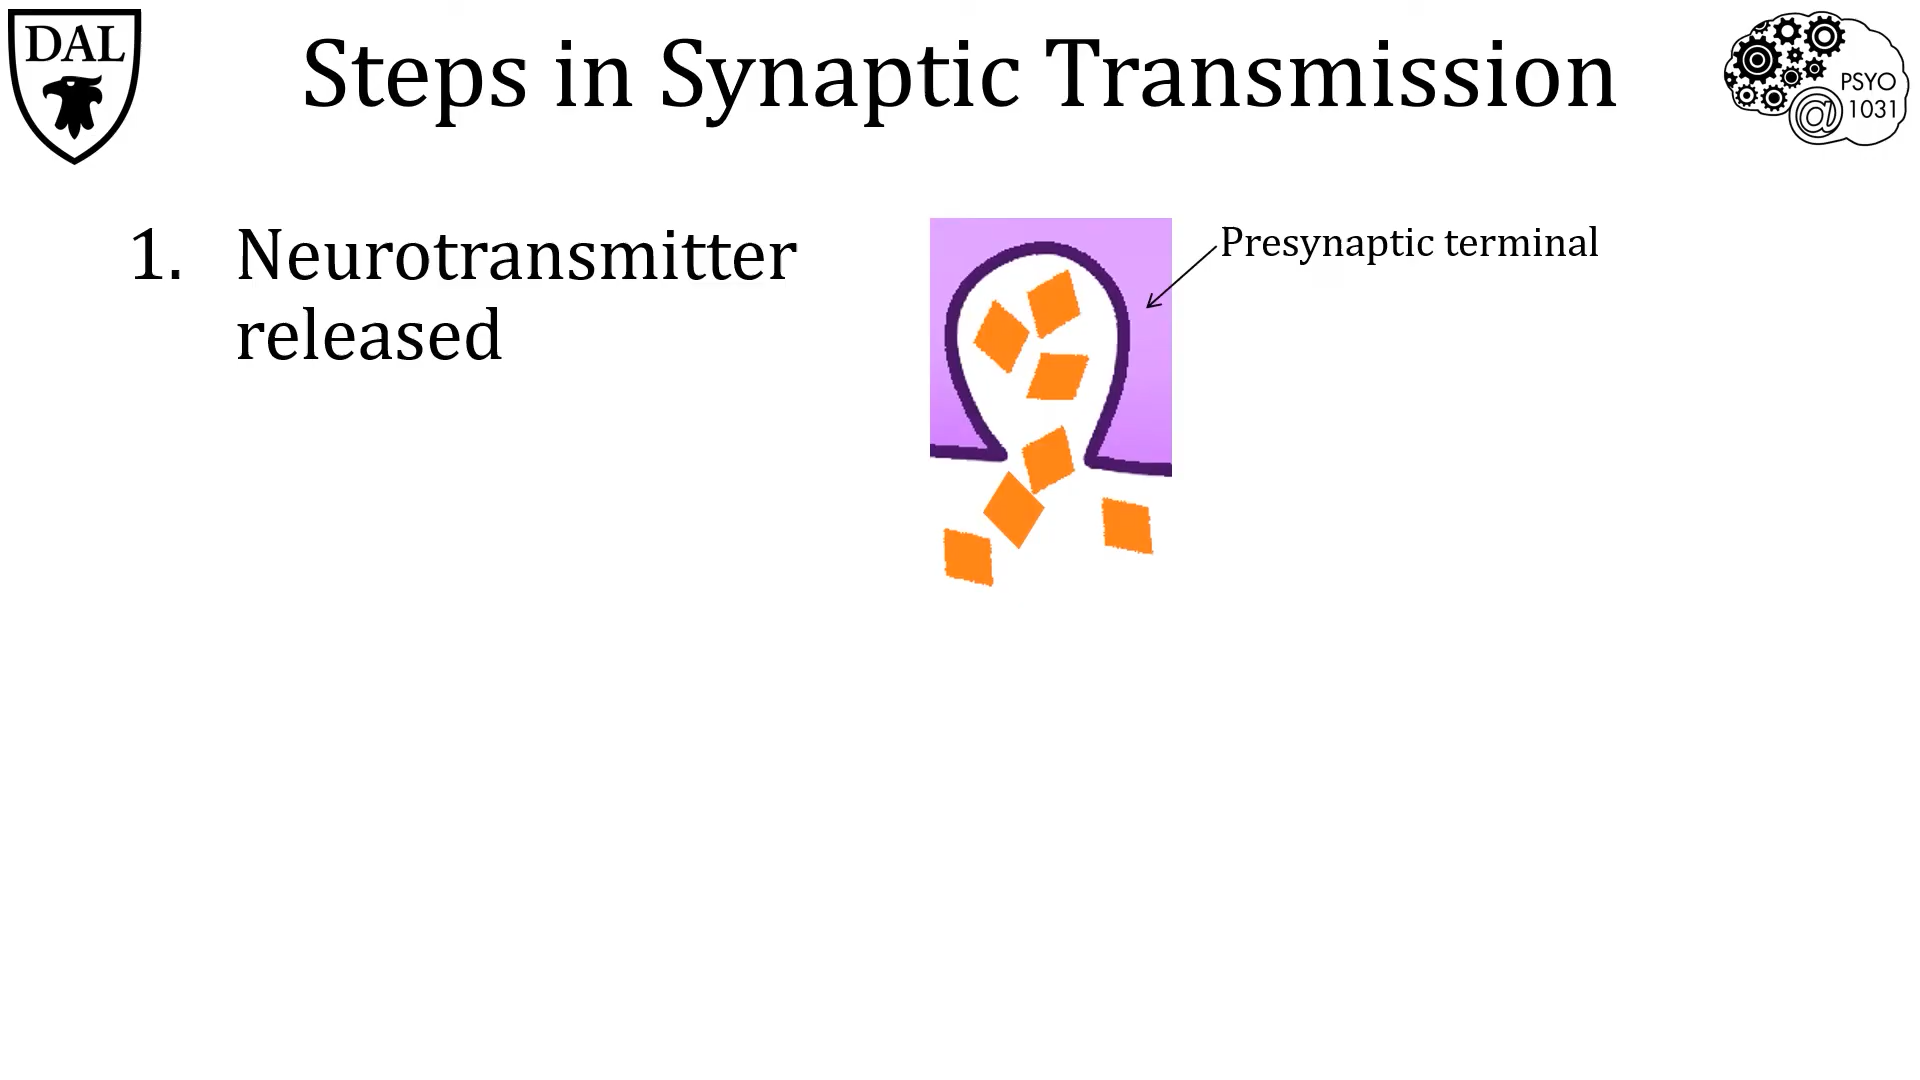 DAL
Steps in Synaptic Transmission
PSYO
@ 1031
1. Neurotransmitter
released
Presynaptic terminal